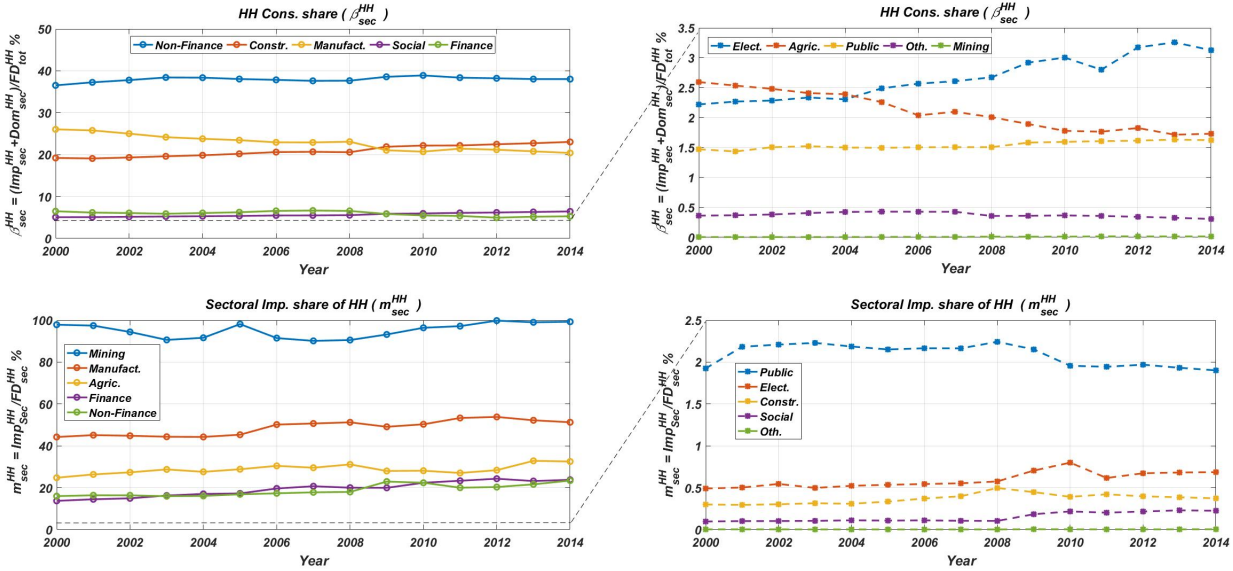 HH Cons. share ( β^HH_sec )
Non-Finance Constr. Manufact. Social Finance
β^HH_sec = (Imp^HH_sec+Dom^HH_sec)/FD^HH_tot %
50
40
30
20
10
0
2000 2002 2004 2006 2008 2010 2012 2014
Year
HH Cons. share ( β^HH_sec )
Elect. Agric. Public Oth. Mining
β^HH_sec = (Imp^HH_sec+Dom^HH_sec)/FD^HH_tot %
3.5
3
2.5
2
1.5
1
0.5
0
2000 2002 2004 2006 2008 2010 2012 2014
Year
Sectoral Imp. share of HH ( m^HH_sec )
Mining
Manufact.
Agric.
Finance
Non-Finance
m^HH_sec = Imp^HH_Sec/FD^HH_sec %
100
80
60
40
20
0
2000 2002 2004 2006 2008 2010 2012 2014
Year
Sectoral Imp. share of HH ( m^HH_sec )
Public
Elect.
Constr.
Social
Oth.
m^HH_sec = Imp^HH_Sec/FD^HH_sec %
2.5
2
1.5
1
0.5
0
2000 2002 2004 2006 2008 2010 2012 2014
Year